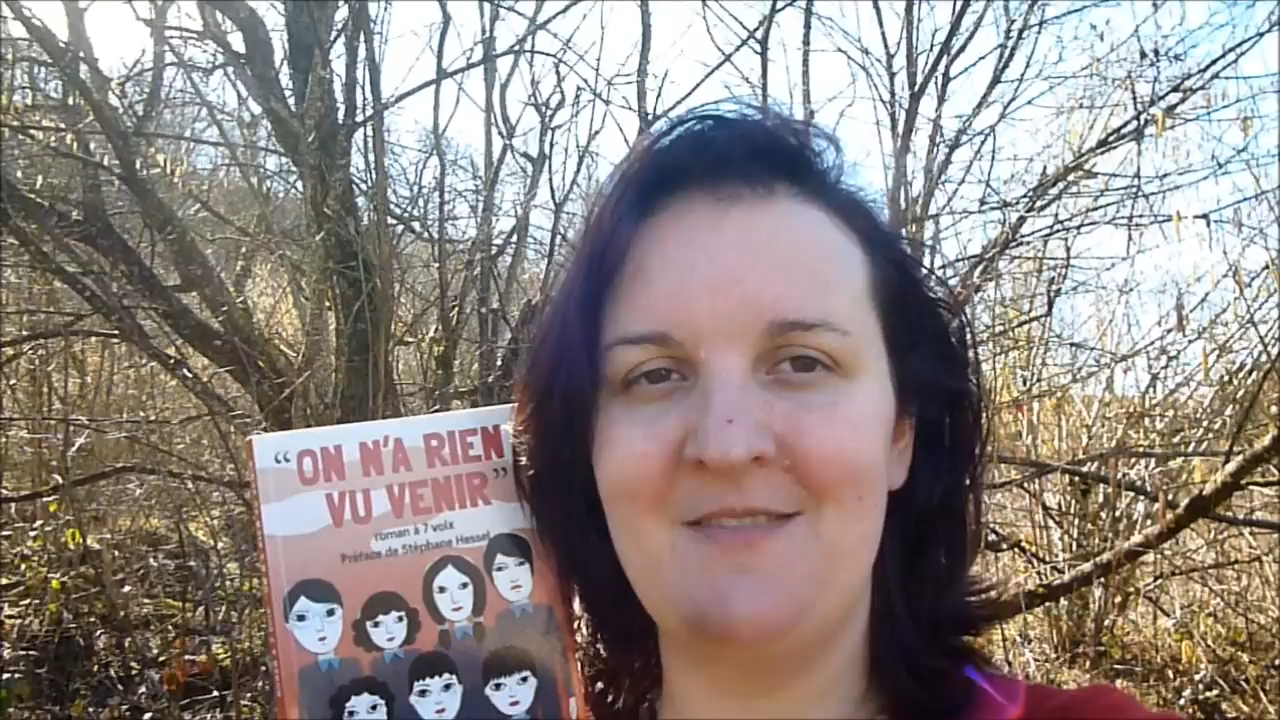 “ON N'A RIEN
VU VENIR”
roman à 7 voix
Préface de Stéphane Hessel